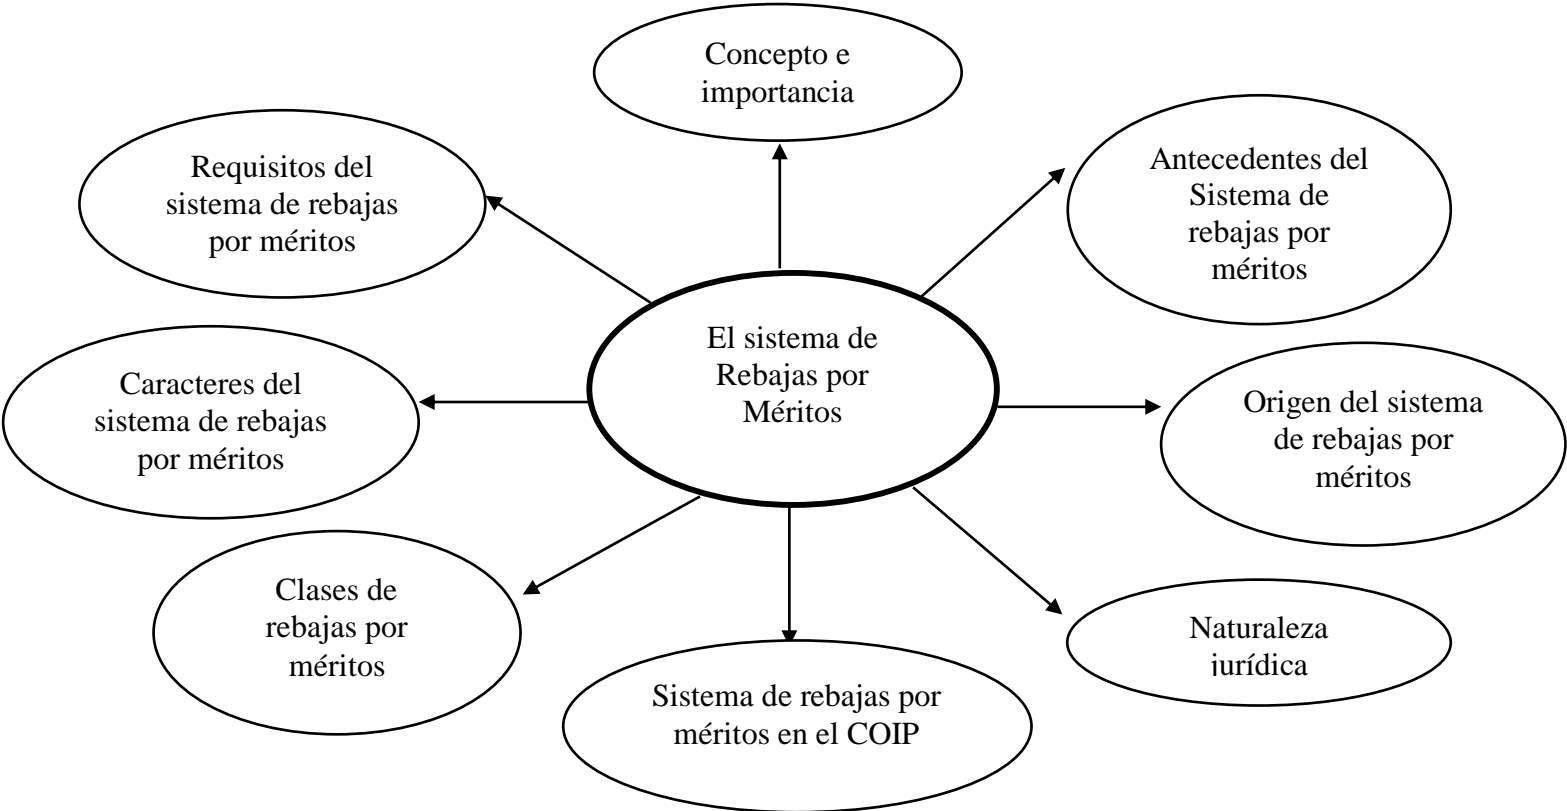 Concepto e
importancia
Requisitos del
sistema de rebajas
por méritos
Antecedentes del
Sistema de
rebajas por
méritos
El sistema de
Rebajas por
Méritos
Caracteres del
sistema de rebajas
por méritos
Origen del sistema
de rebajas por
méritos
Clases de
rebajas por
méritos
Naturaleza
jurídica
Sistema de rebajas por
méritos en el COIP